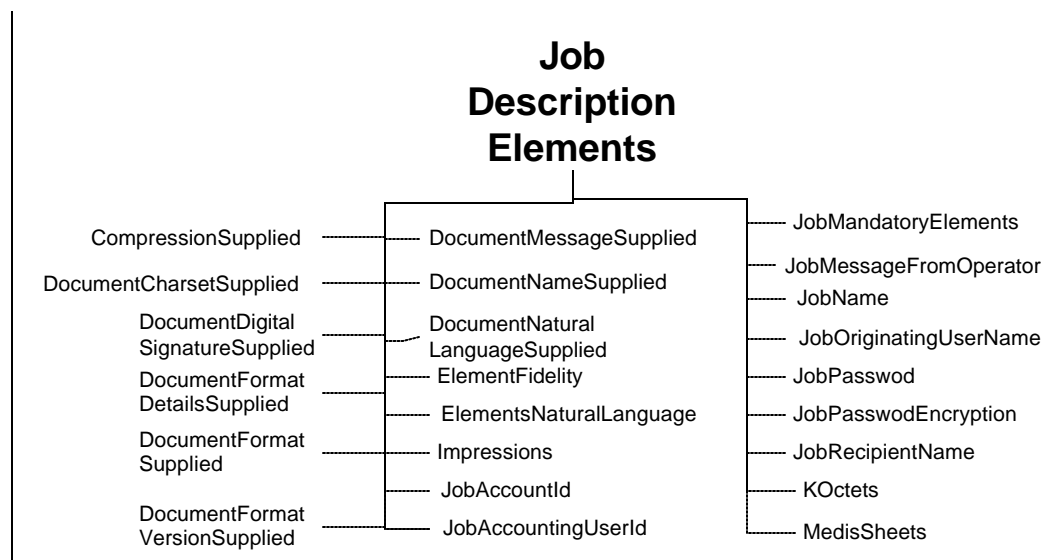 Job
Description
Elements
CompressionSupplied
DocumentCharsetSupplied
DocumentDigital
SignatureSupplied
DocumentFormat
DetailsSupplied
DocumentFormat
Supplied
DocumentFormat
VersionSupplied
DocumentMessageSupplied
DocumentNameSupplied
DocumentNatural
LanguageSupplied
ElementFidelity
ElementsNaturalLanguage
Impressions
JobAccountId
JobAccountingUserId
JobMandatoryElements
JobMessageFromOperator
JobName
JobOriginatingUserName
JobPasswod
JobPasswodEncryption
JobRecipientName
KOctets
MedisSheets